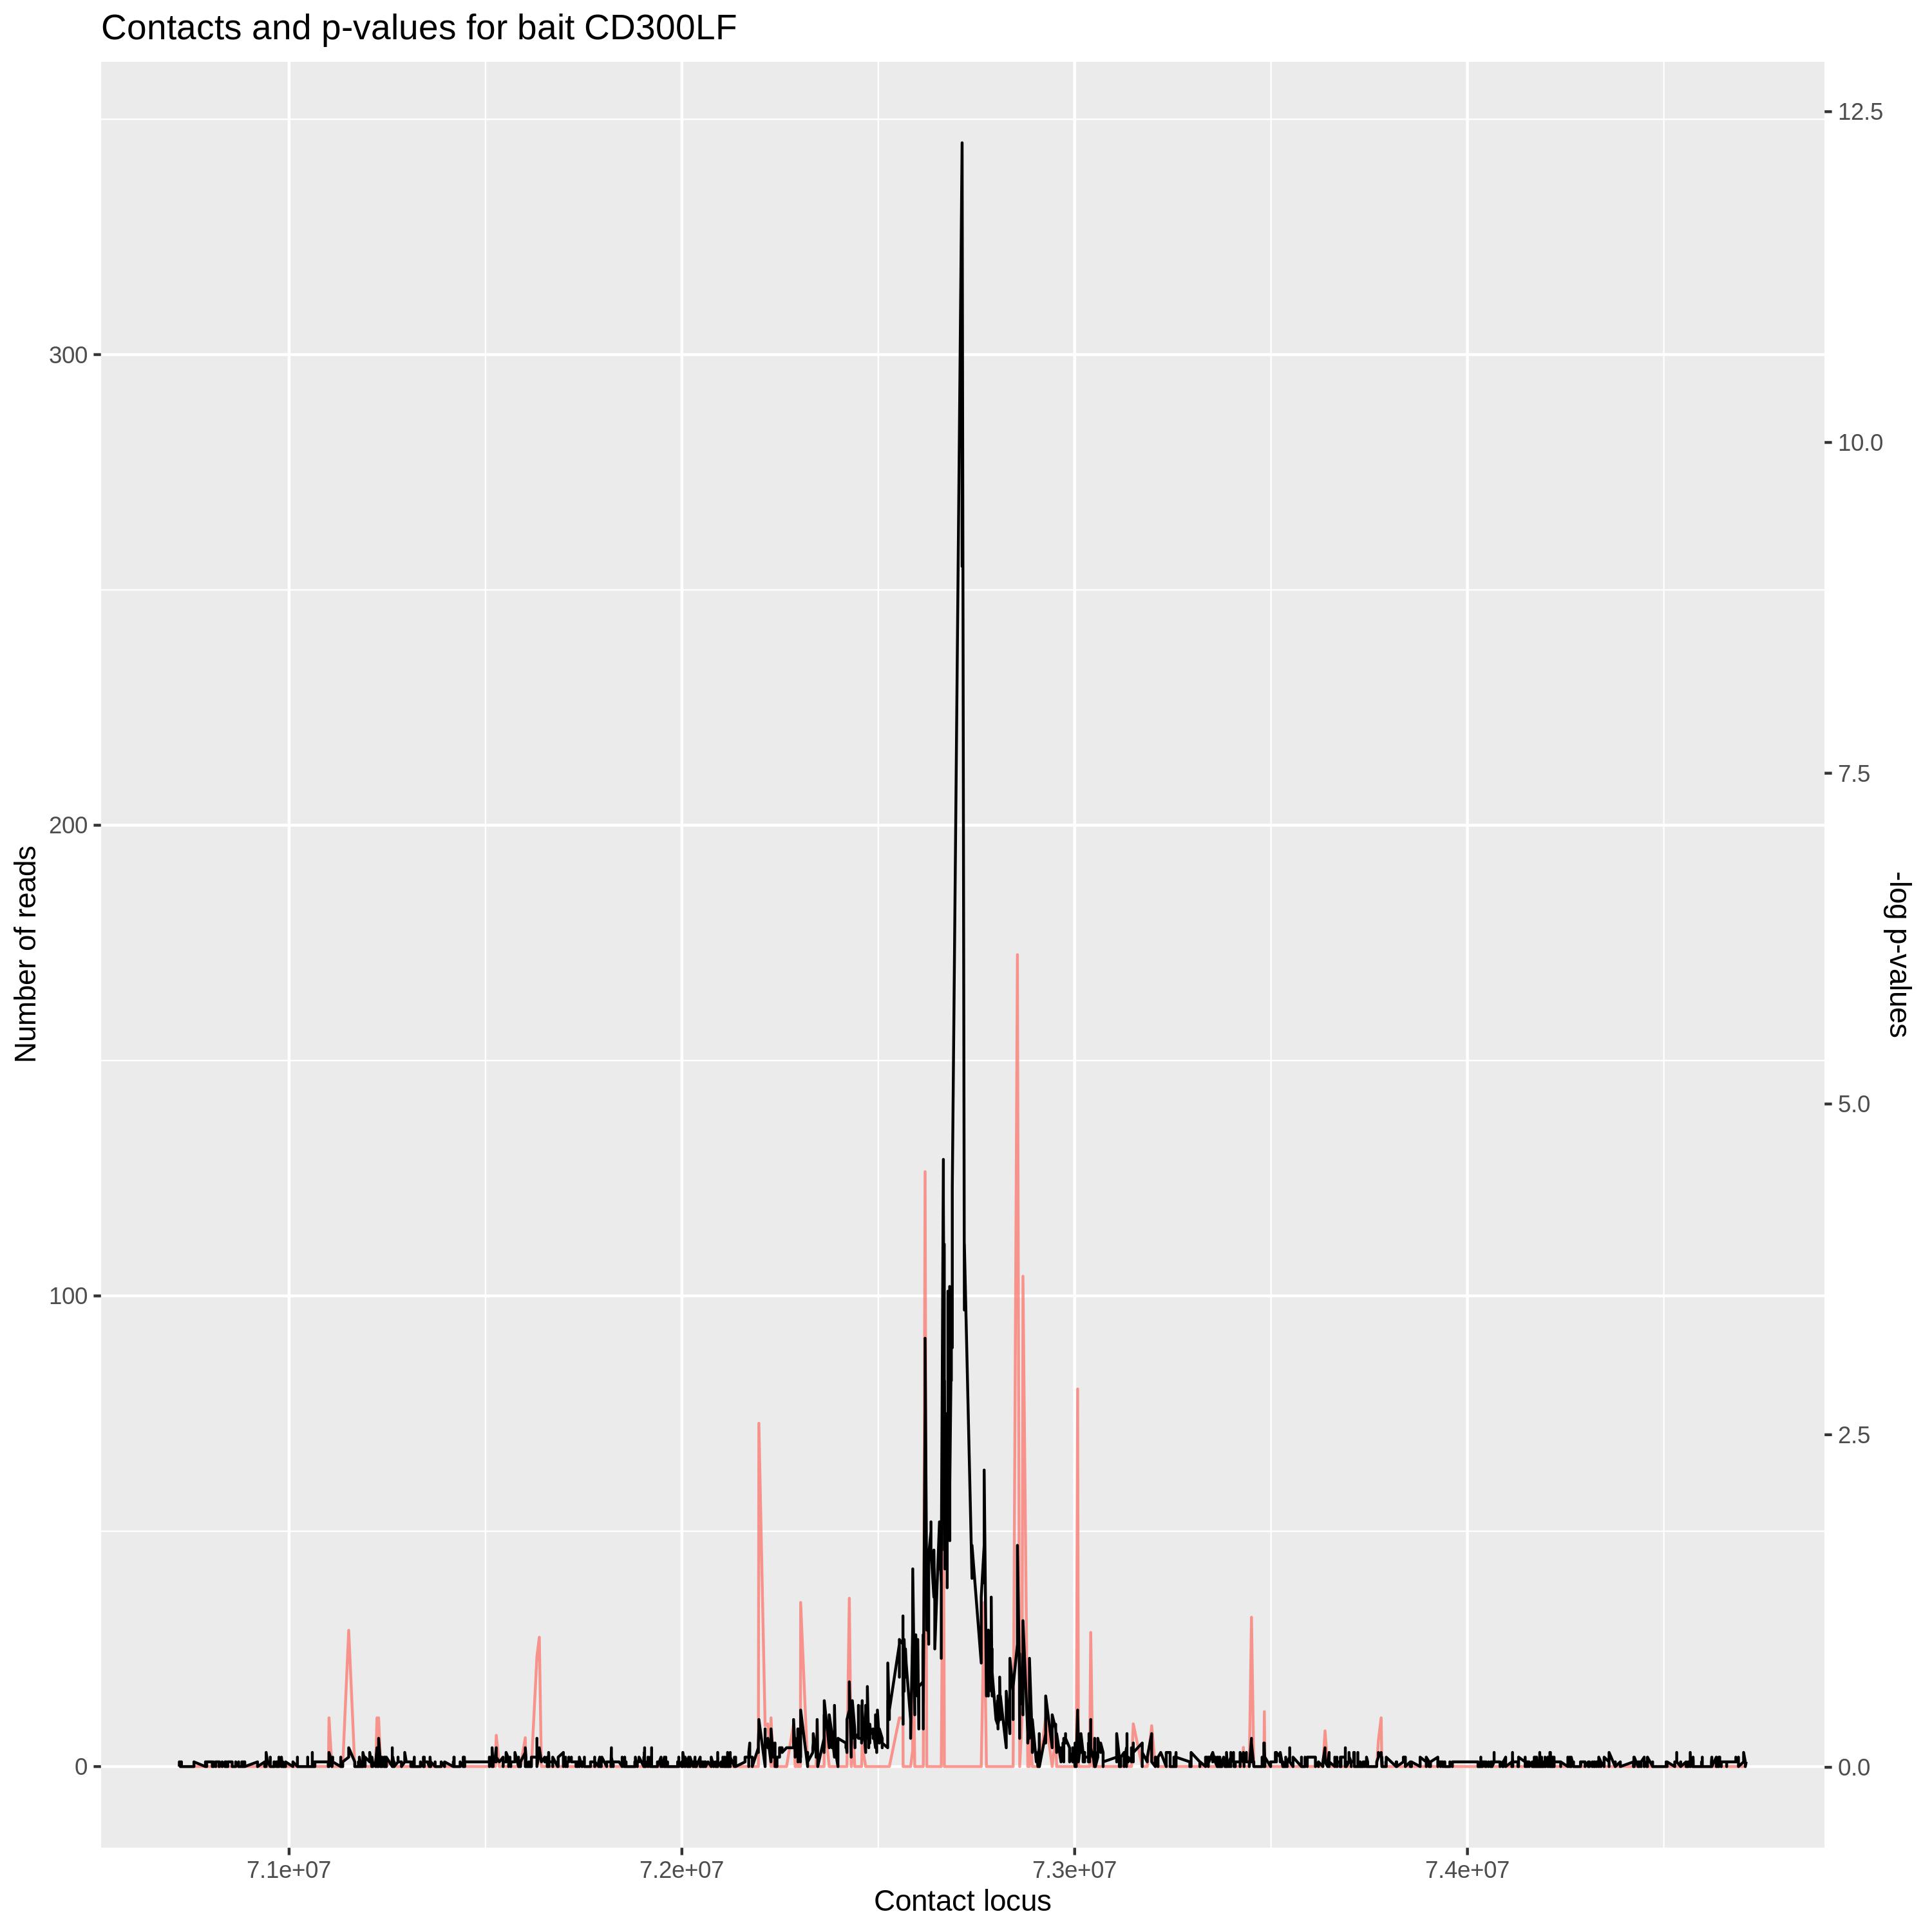 Contacts and p-values for bait CD300LF
12.5
300
10.0
7.5
200
Number of reads
-log p-values
5.0
100
2.5
0
0.0
7.1e+07
7.2e+07
7.3e+07
7.4e+07
Contact locus